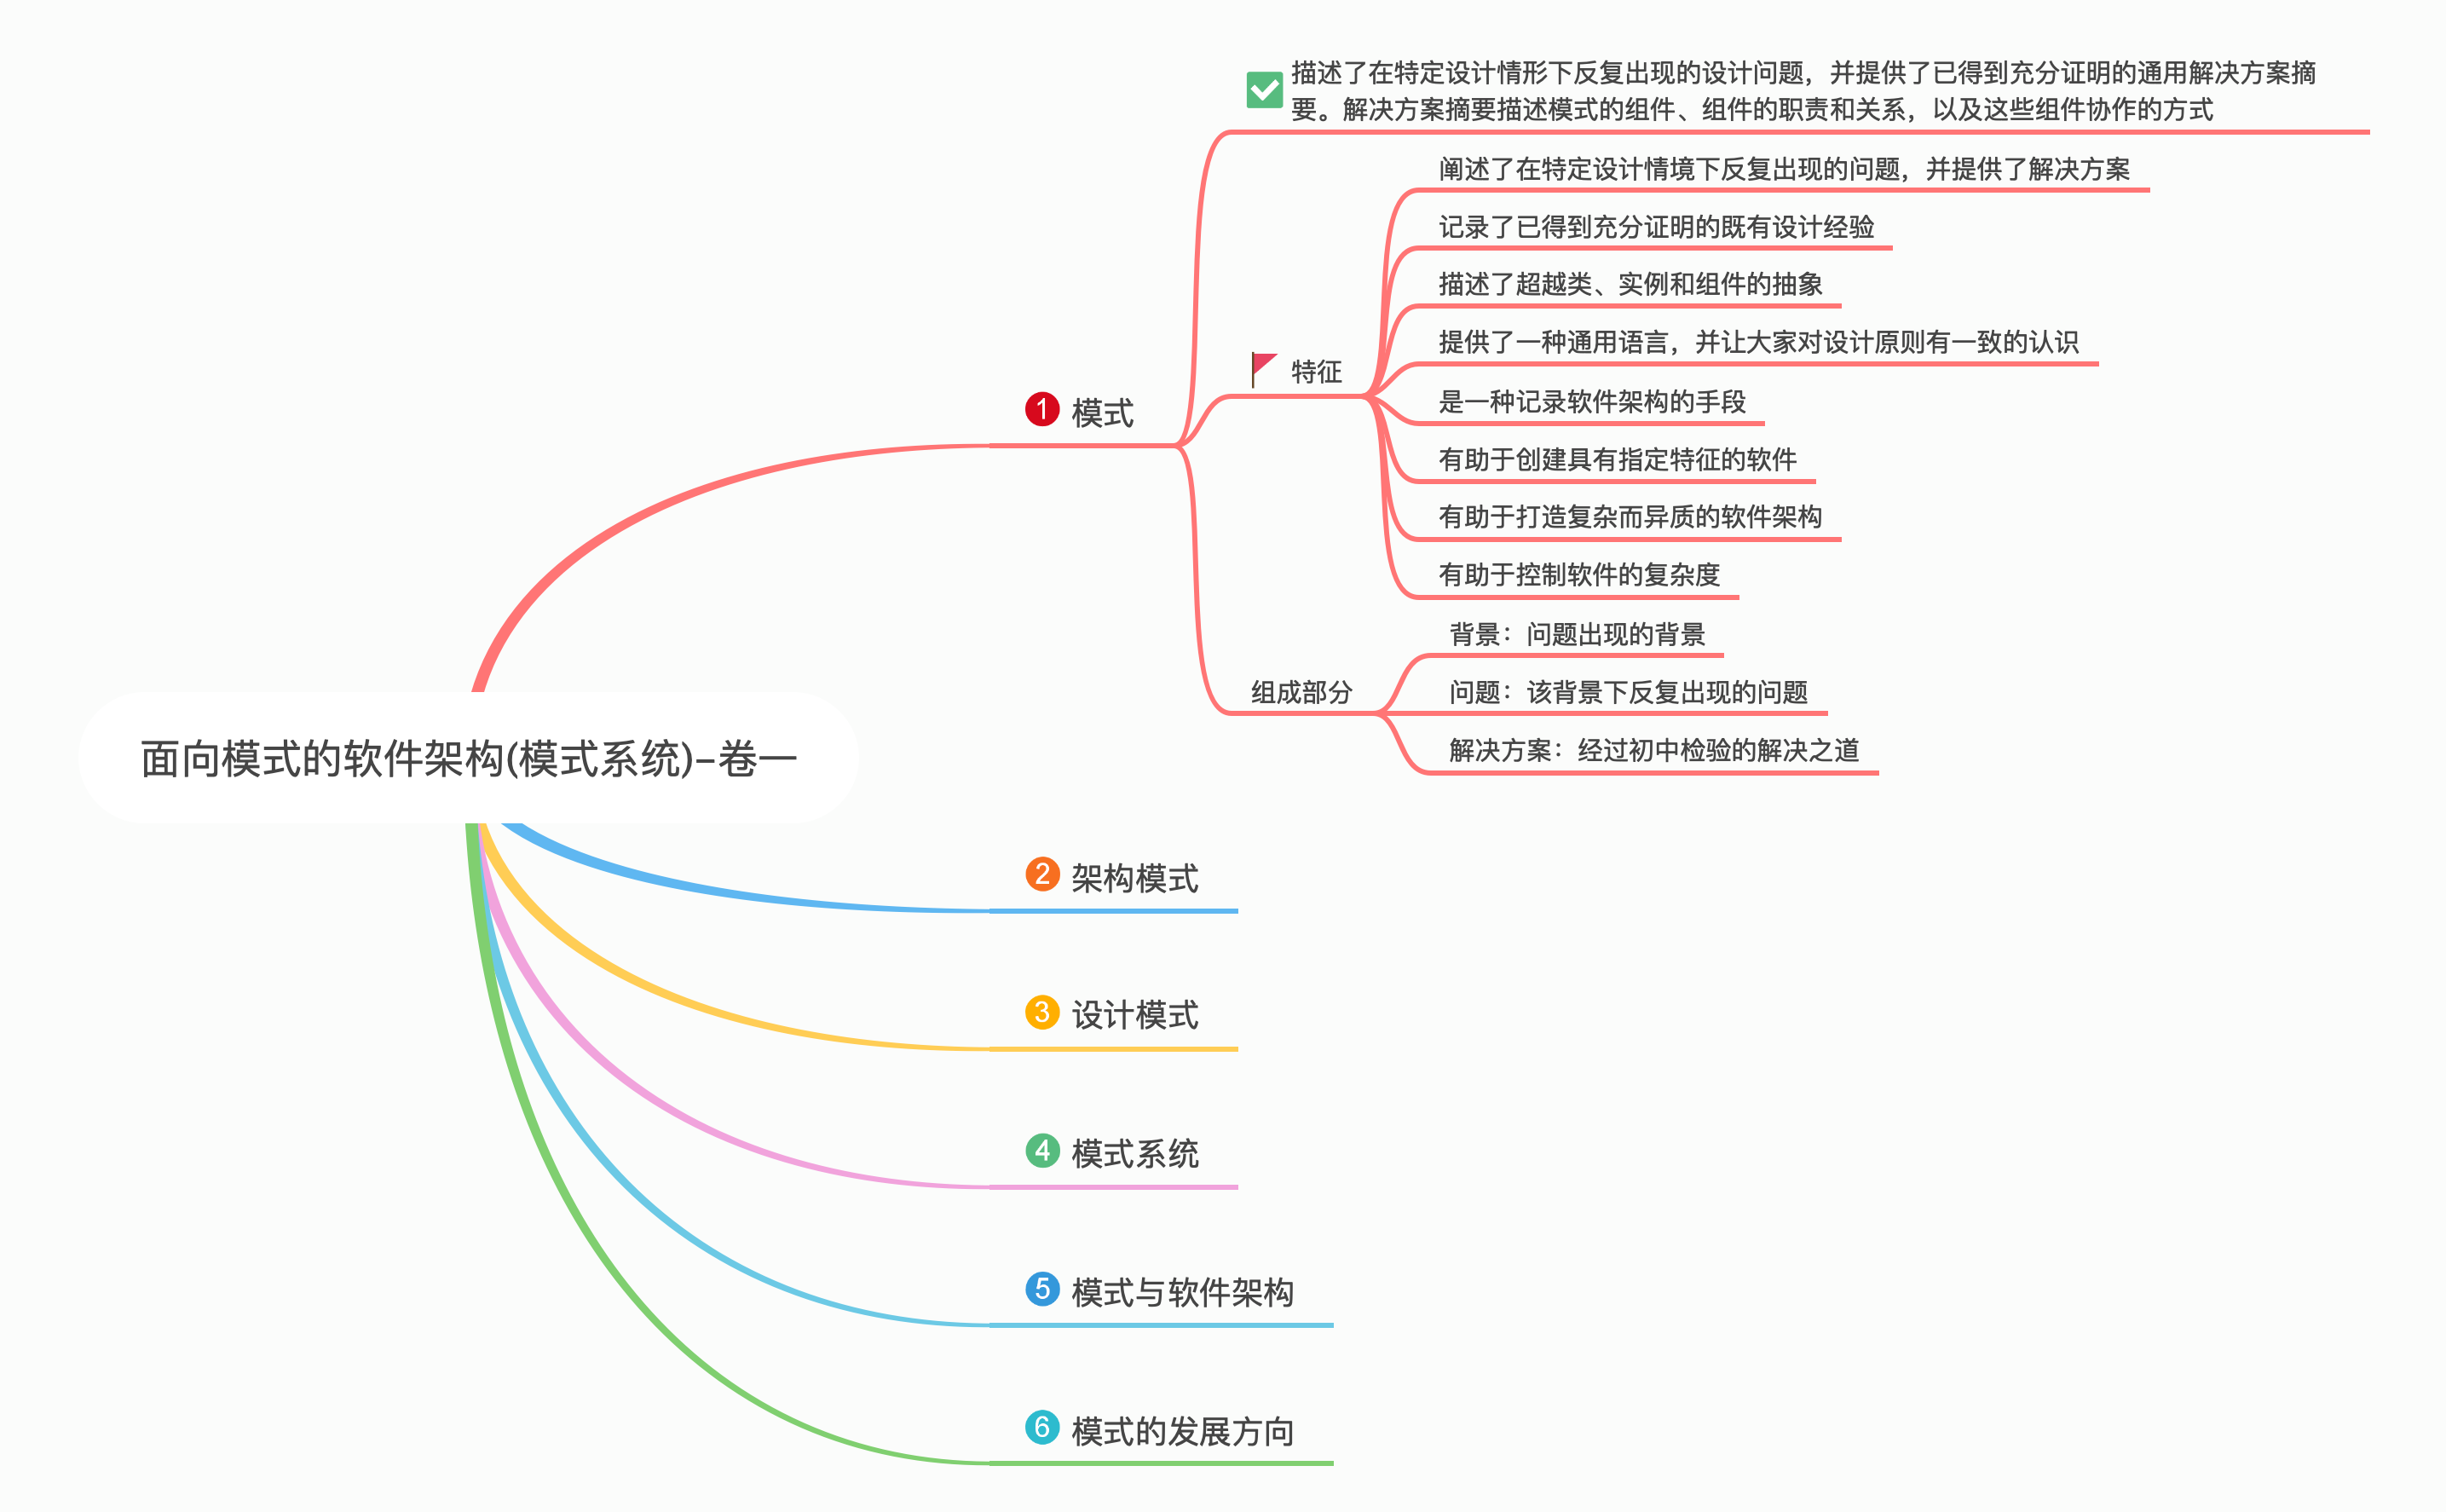 描述了在特定设计情形下反复出现的设计问题，并提供了已得到充分证明的通用解决方案摘
要。解决方案摘要描述模式的组件、组件的职责和关系，以及这些组件协作的方式
阐述了在特定设计情境下反复出现的问题，并提供了解决方案
记录了已得到充分证明的既有设计经验
描述了超越类、实例和组件的抽象
提供了一种通用语言，并让大家对设计原则有一致的认识
特征
是一种记录软件架构的手段
1 模式
有助于创建具有指定特征的软件
有助于打造复杂而异质的软件架构
有助于控制软件的复杂度
背景：问题出现的背景
组成部分
问题：该背景下反复出现的问题
解决方案：经过初中检验的解决之道
面向模式的软件架构(模式系统)-卷一
2 架构模式
3 设计模式
4 模式系统
5 模式与软件架构
6 模式的发展方向